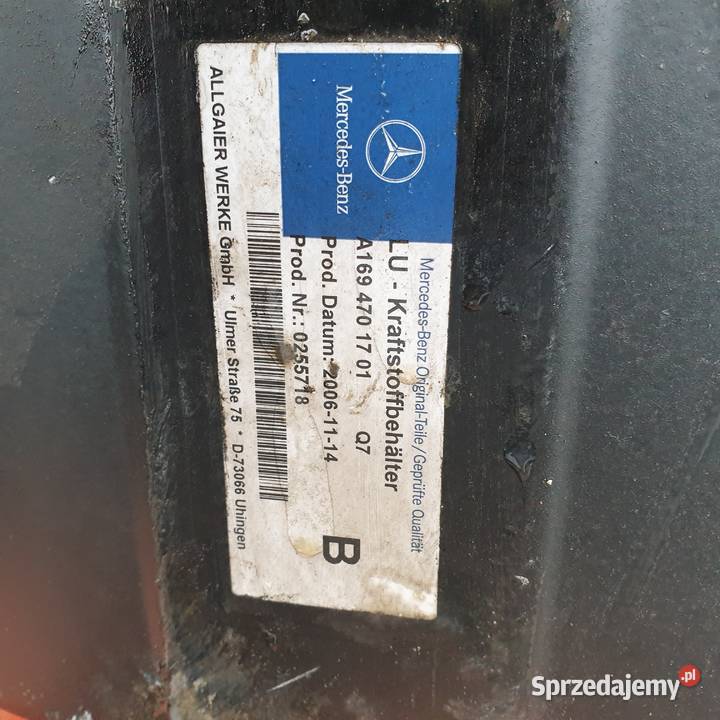 Mercedes-Benz
Mercedes-Benz Original-Teile / Geprüfte Qualität
LU - Kraftstoffbehälter
A169 470 17 01 Q7
Prod. Datum: 2006-11-14
Prod. Nr.: 0255718
B
ALLGAIER WERKE GmbH * Ulmer Straße 75 * D-73066 Uhingen
Sprzedajemy.pl